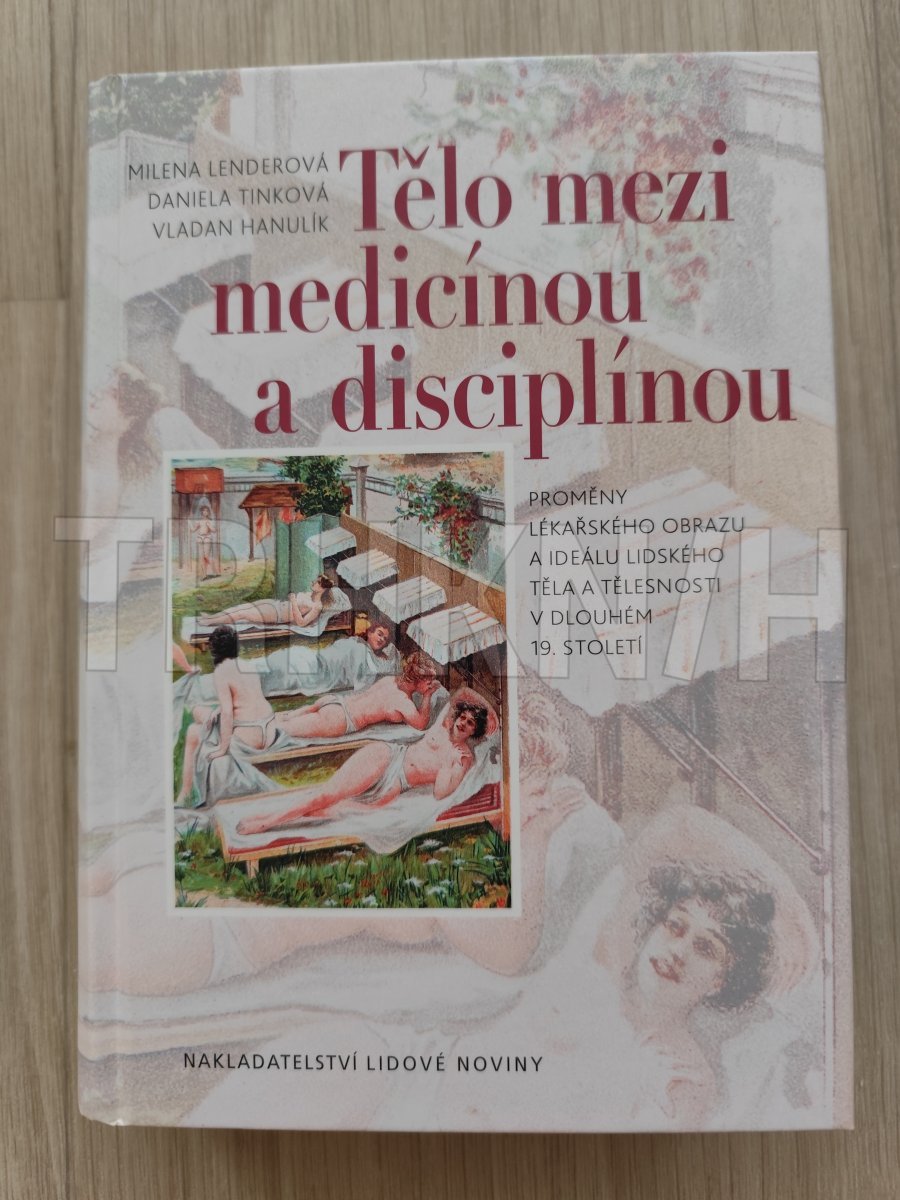 MILENA LENDEROVÁ
DANIELA TINKOVÁ
VLADAN HANULÍK
Tělo mezi
medicínou
a disciplínou
PROMĚNY
LÉKAŘSKÉHO OBRAZU
A IDEÁLU LIDSKÉHO
TĚLA A TĚLESNOSTI
V DLOUHÉM
19. STOLETÍ
NAKLADATELSTVÍ LIDOVÉ NOVINY